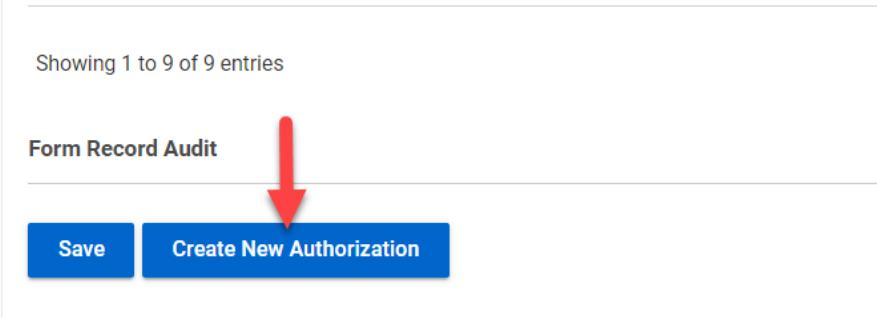 Showing 1 to 9 of 9 entries
Form Record Audit
Save
Create New Authorization